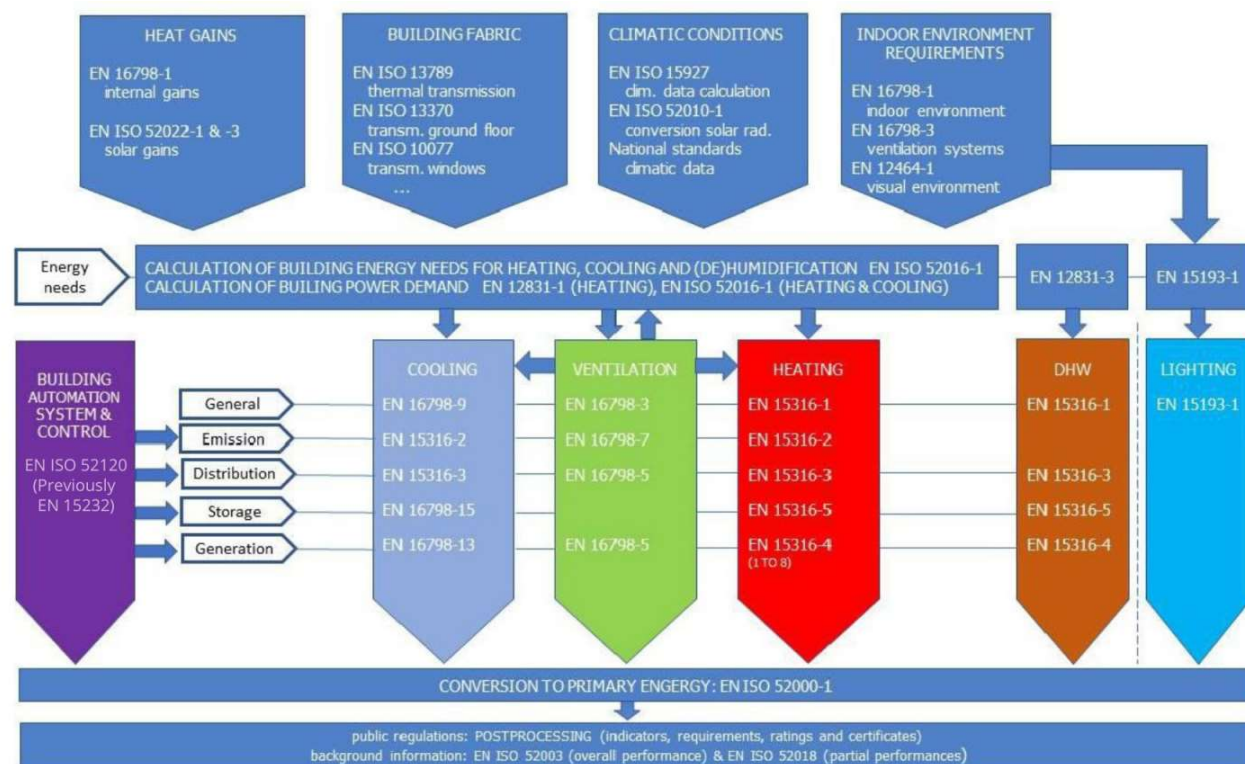 HEAT GAINS
EN 16798-1
internal gains
EN ISO 52022-1 & -3
solar gains
BUILDING FABRIC
EN ISO 13789
thermal transmission
EN ISO 13370
transm. ground floor
EN ISO 10077
transm. windows
...
CLIMATIC CONDITIONS
EN ISO 15927
clim. data calculation
EN ISO 52010-1
conversion solar rad.
National standards
climatic data
INDOOR ENVIRONMENT
REQUIREMENTS
EN 16798-1
indoor environment
EN 16798-3
ventilation systems
EN 12464-1
visual environment
Energy
needs
CALCULATION OF BUILDING ENERGY NEEDS FOR HEATING, COOLING AND (DE)HUMIDIFICATION EN ISO 52016-1
CALCULATION OF BUILING POWER DEMAND EN 12831-1 (HEATING), EN ISO 52016-1 (HEATING & COOLING)
EN 12831-3
EN 15193-1
BUILDING
AUTOMATION
SYSTEM &
CONTROL
EN ISO 52120
(Previously
EN 15232)
General
Emission
Distribution
Storage
Generation
COOLING
EN 16798-9
EN 15316-2
EN 15316-3
EN 16798-15
EN 16798-13
VENTILATION
EN 16798-3
EN 16798-7
EN 16798-5
EN 16798-5
HEATING
EN 15316-1
EN 15316-2
EN 15316-3
EN 15316-5
EN 15316-4
(1 TO 8)
DHW
EN 15316-1
EN 15316-3
EN 15316-5
EN 15316-4
LIGHTING
EN 15193-1
CONVERSION TO PRIMARY ENGERGY: EN ISO 52000-1
public regulations: POSTPROCESSING (indicators, requirements, ratings and certificates)
background information: EN ISO 52003 (overall performance) & EN ISO 52018 (partial performances)